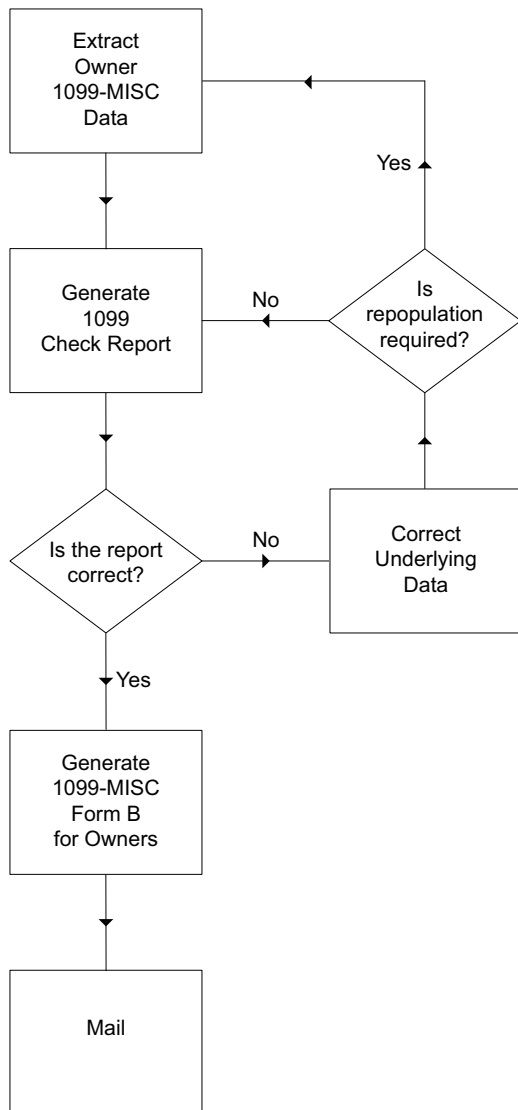 Extract
Owner
1099-MISC
Data
Yes
Generate
1099
Check Report
No
Is
repopulation
required?
Is the report
correct?
No
Correct
Underlying
Data
Yes
Generate
1099-MISC
Form B
for Owners
Mail